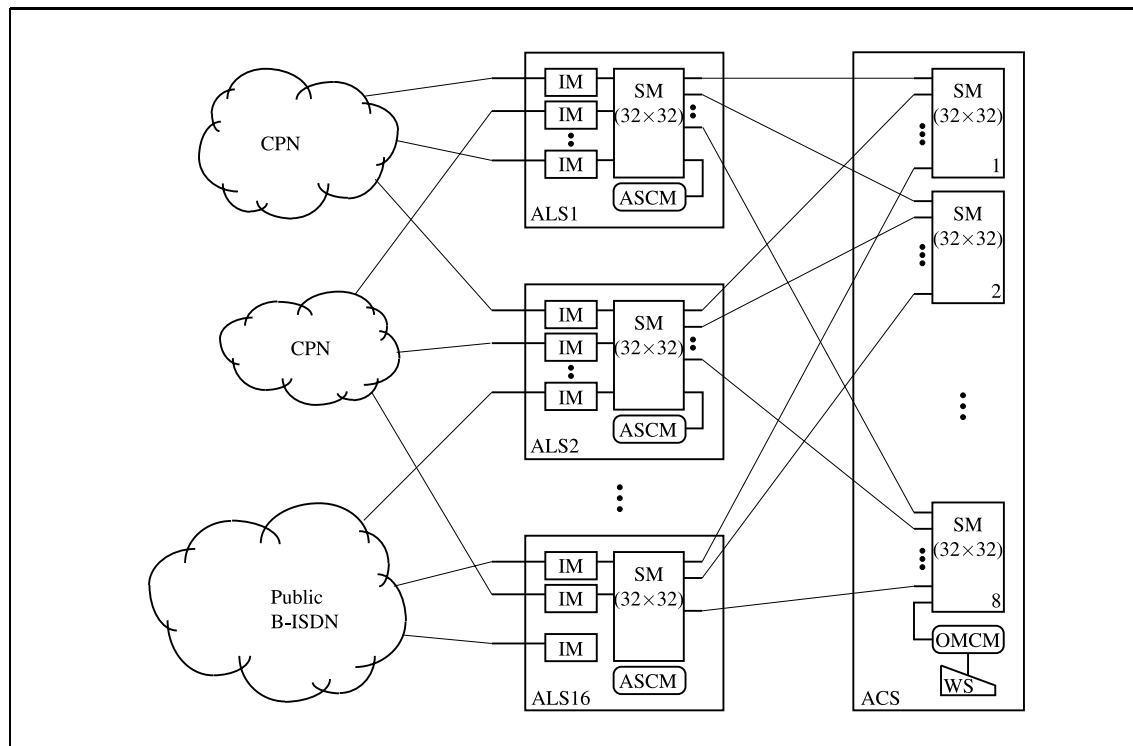 CPN
CPN
Public
B-ISDN
IM
IM
IM
SM
(32×32)
ASCM
ALS1
IM
IM
IM
SM
(32×32)
ASCM
ALS2
IM
IM
IM
SM
(32×32)
ASCM
ALS16
SM
(32×32)
1
SM
(32×32)
2
SM
(32×32)
8
OMCM
WS
ACS